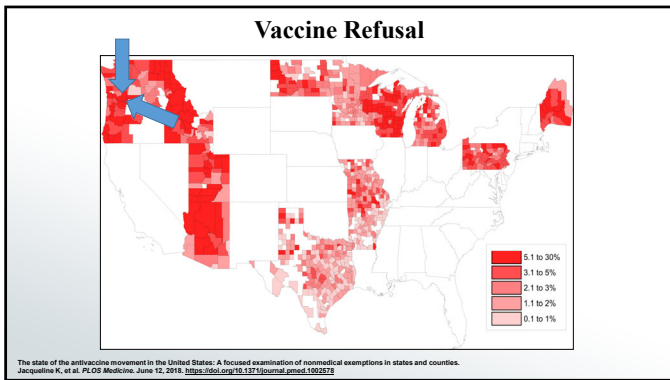 Vaccine Refusal
5.1 to 30%
3.1 to 5%
2.1 to 3%
1.1 to 2%
0.1 to 1%
The state of the antivaccine movement in the United States: A focused examination of nonmedical exemptions in states and counties.
Jacqueline K, et al. PLOS Medicine. June 12, 2018. https://doi.org/10.1371/journal.pmed.1002578